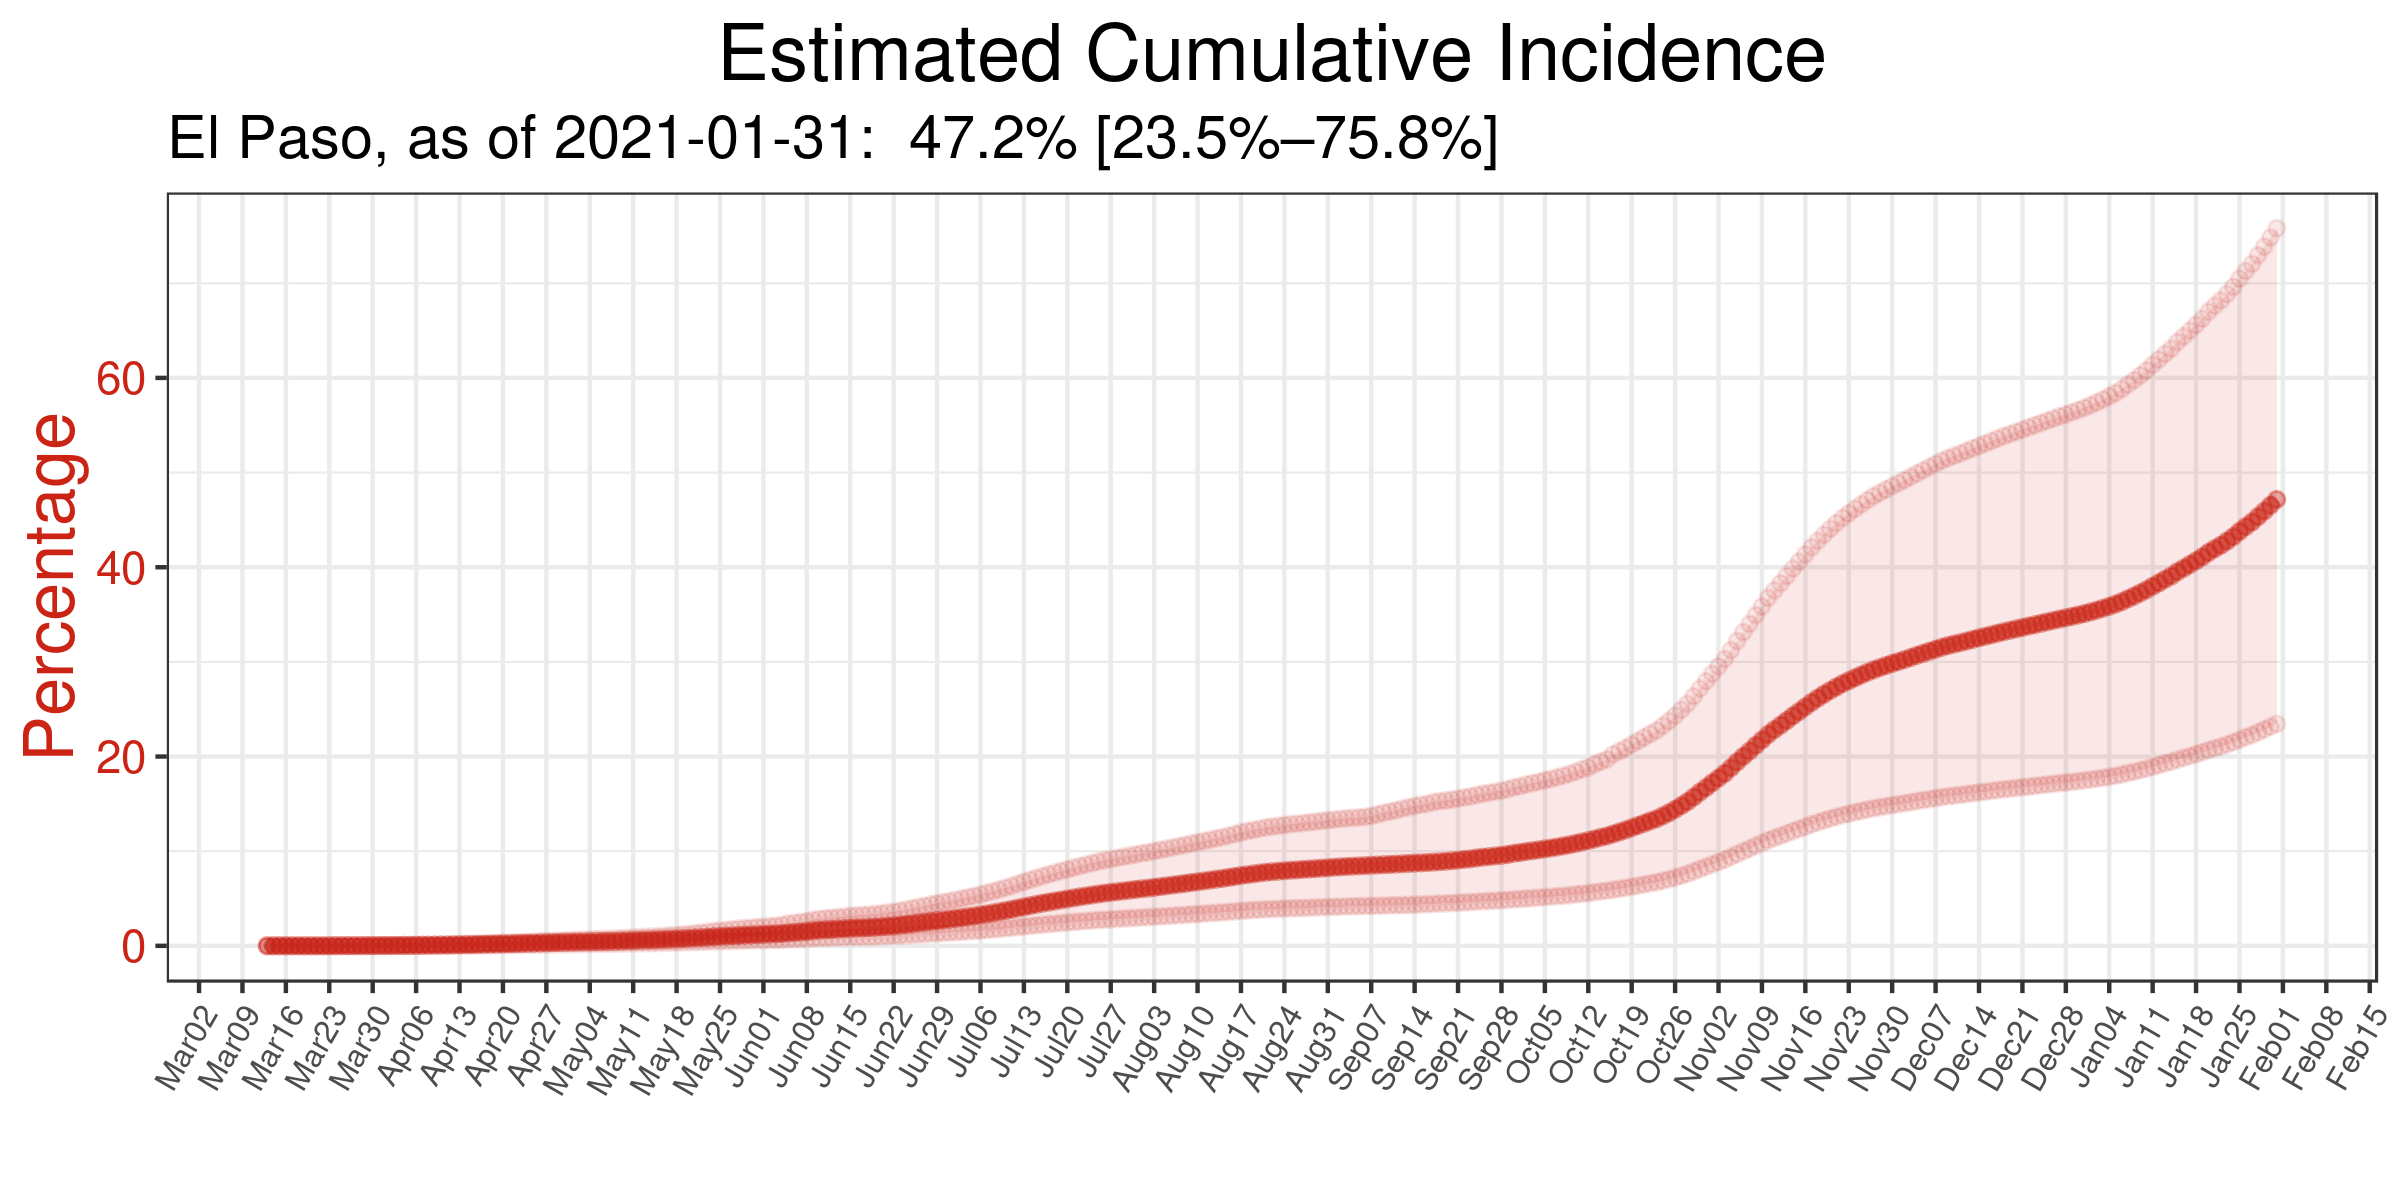 Estimated Cumulative Incidence
El Paso, as of 2021-01-31:  47.2% [23.5%–75.8%]
Percentage
60
40
20
0
Mar02
Mar09
Mar16
Mar23
Mar30
Apr06
Apr13
Apr20
Apr27
May04
May11
May18
May25
Jun01
Jun08
Jun15
Jun22
Jun29
Jul06
Jul13
Jul20
Jul27
Aug03
Aug10
Aug17
Aug24
Aug31
Sep07
Sep14
Sep21
Sep28
Oct05
Oct12
Oct19
Oct26
Nov02
Nov09
Nov16
Nov23
Nov30
Dec07
Dec14
Dec21
Dec28
Jan04
Jan11
Jan18
Jan25
Feb01
Feb08
Feb15